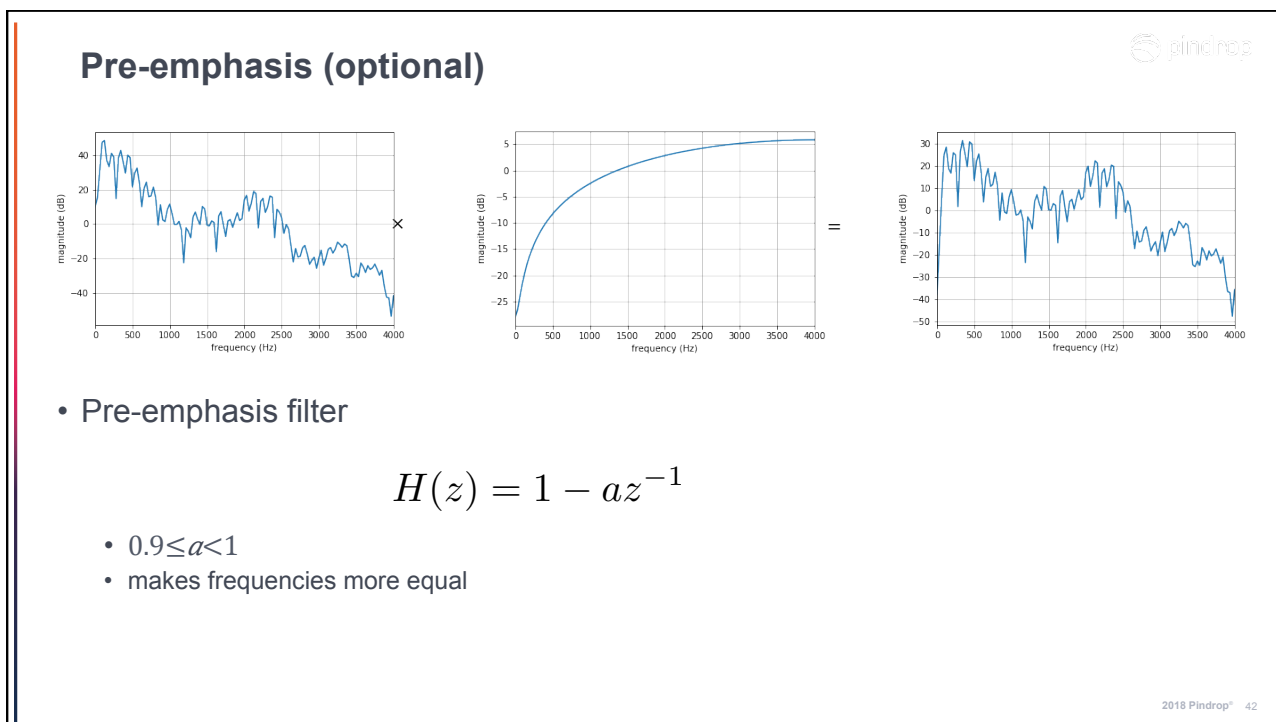 Pre-emphasis (optional)
pindrop
40
20
0
−20
−40
magnitude (dB)
0 500 1000 1500 2000 2500 3000 3500 4000
frequency (Hz)
×
5
0
−5
−10
−15
−20
−25
magnitude (dB)
0 500 1000 1500 2000 2500 3000 3500 4000
frequency (Hz)
=
30
20
10
0
−10
−20
−30
−40
−50
magnitude (dB)
0 500 1000 1500 2000 2500 3000 3500 4000
frequency (Hz)
• Pre-emphasis filter
H(z) = 1 − az⁻¹
• 0.9≤a<1
• makes frequencies more equal
2018 Pindrop® 42